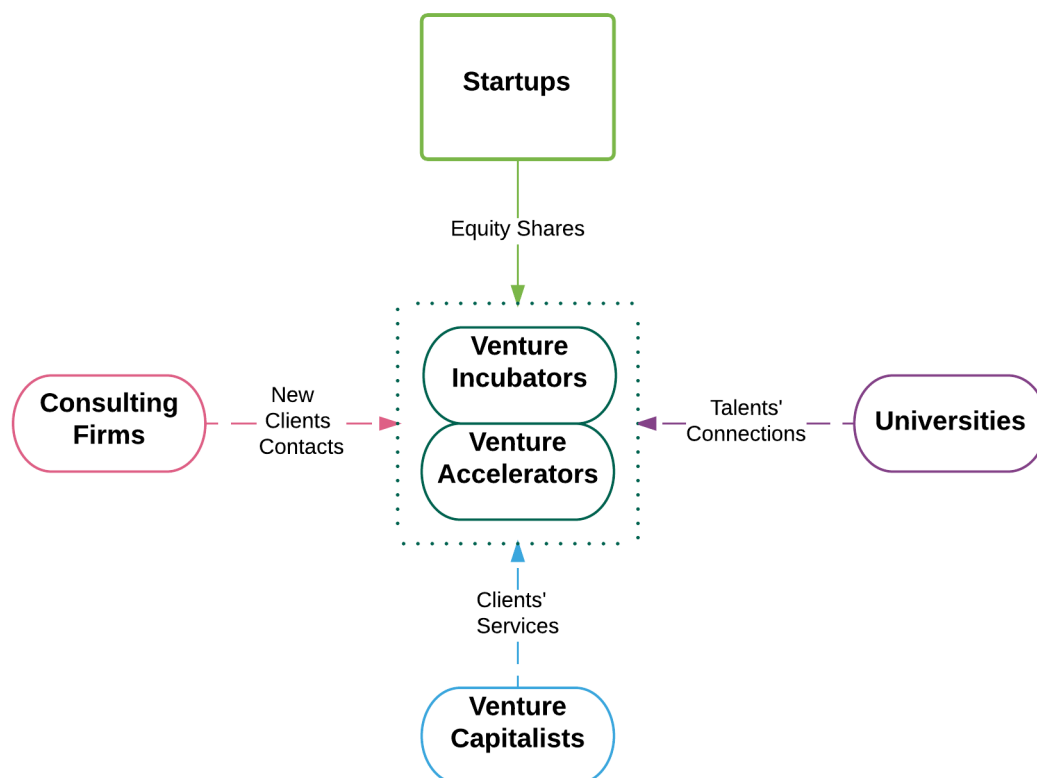 Startups
Equity Shares
Venture
Incubators
Consulting
Firms
New
Clients
Contacts
Venture
Accelerators
Talents'
Connections
Universities
Clients'
Services
Venture
Capitalists